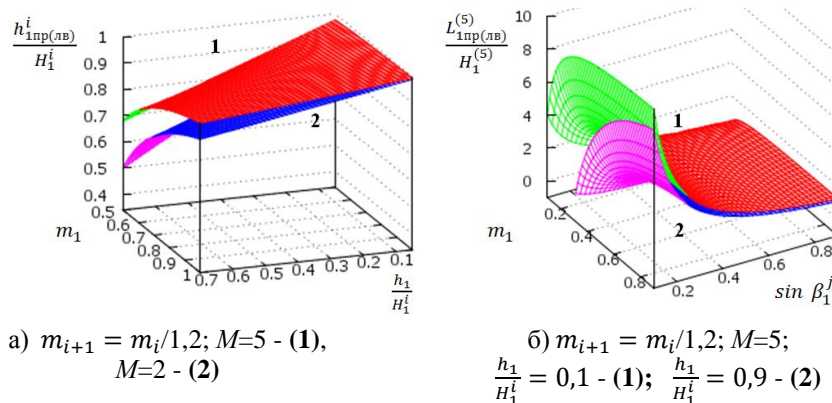 h^i_{1пр(лв)} / H^i_1
1
0.9
0.8
0.7
0.6
0.5
0.4
1
2
0.5
0.6
0.7
0.8
0.9
1
m_1
0.7 0.6 0.5 0.4 0.3 0.2 0.1
h_1 / H^i_1
а) m_{i+1} = m_i/1,2; M=5 - (1),
M=2 - (2)
L^{(5)}_{1пр(лв)} / H^{(5)}_1
10
8
6
4
2
0
1
2
0.2
0.4
0.6
0.8
m_1
0.2 0.4 0.6 0.8
sin β^j_1
б) m_{i+1} = m_i/1,2; M=5;
h_1 / H^i_1 = 0,1 - (1); h_1 / H^i_1 = 0,9 - (2)